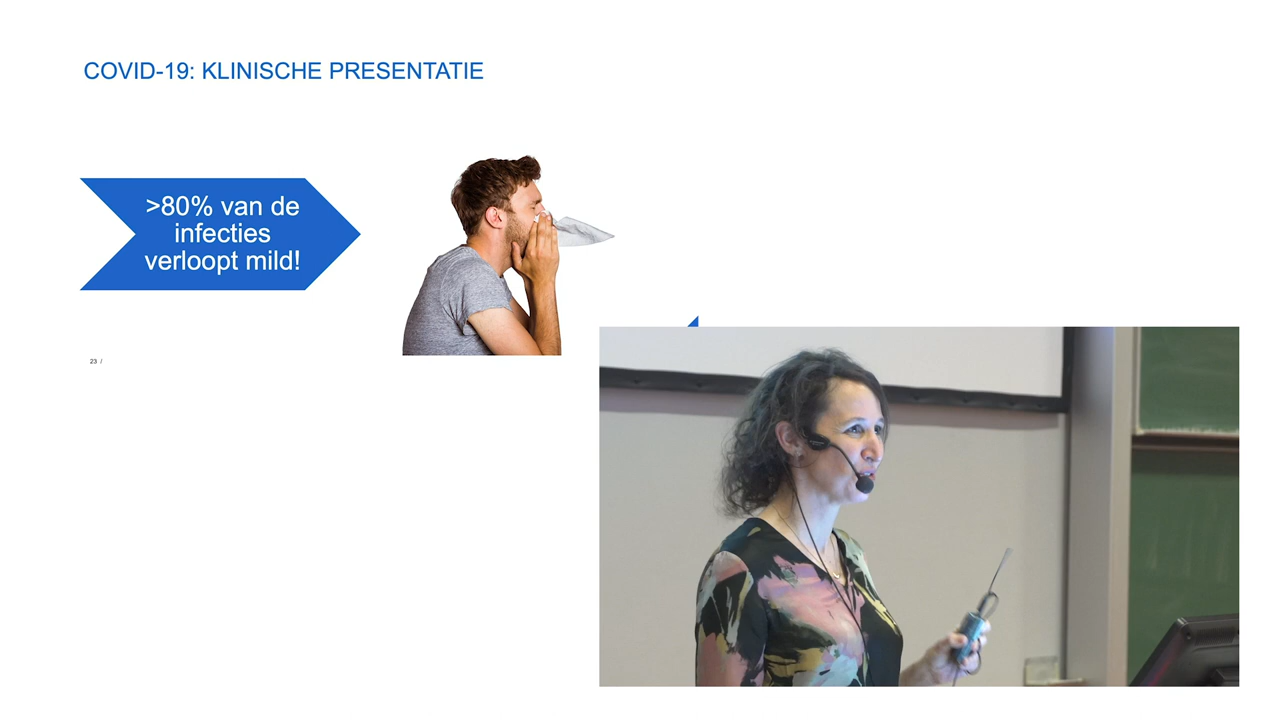 COVID-19: KLINISCHE PRESENTATIE
>80% van de
infecties
verloopt mild!
23 /